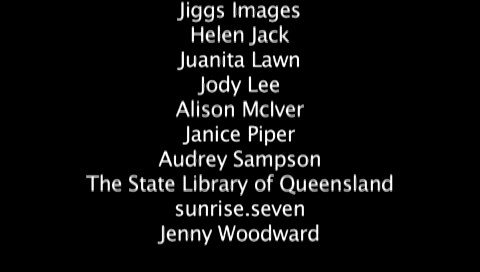 Jiggs Images
Helen Jack
Juanita Lawn
Jody Lee
Alison McIver
Janice Piper
Audrey Sampson
The State Library of Queensland
sunrise.seven
Jenny Woodward